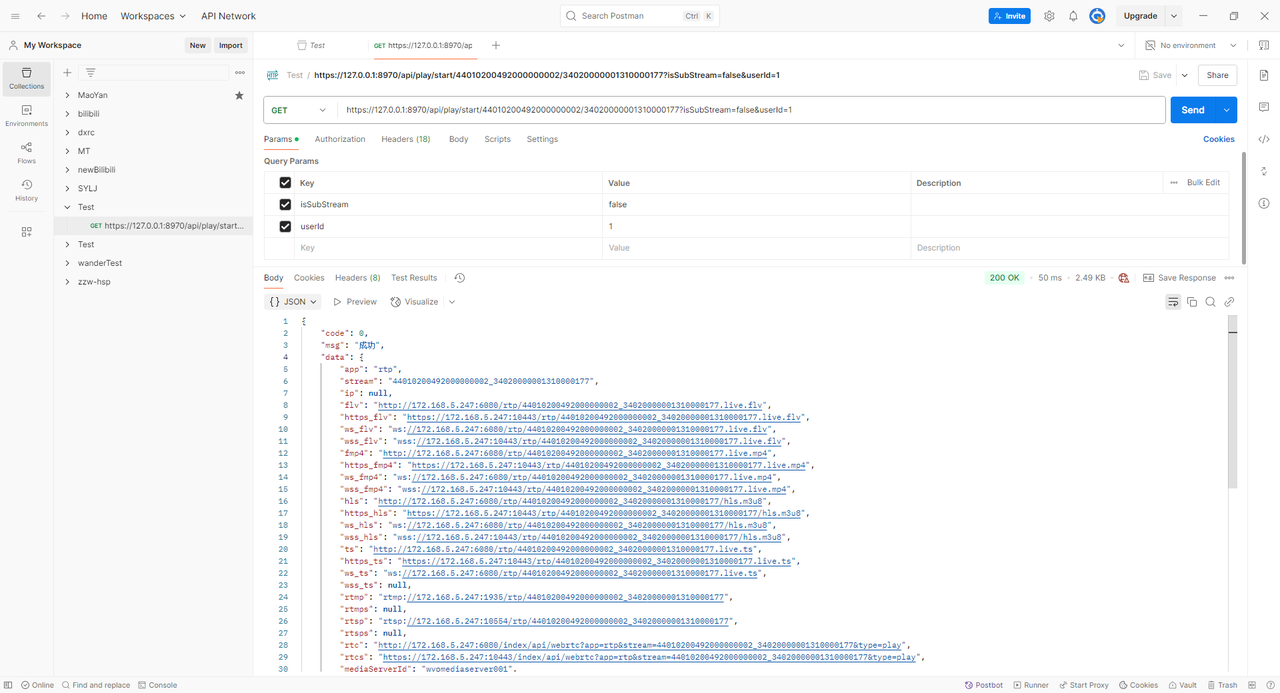 Home Workspaces API Network Search Postman Ctrl K Invite Upgrade
My Workspace New Import Test GET https://127.0.0.1:8970/ap No environment
Collections
Environments
Flows
History
MaoYan
bilibili
dxrc
MT
newBilibili
SYLJ
Test
GET https://127.0.0.1:8970/api/play/start...
Test
wanderTest
zzw-hsp
HTTP Test / https://127.0.0.1:8970/api/play/start/44010200492000000002/34020000001310000177?isSubStream=false&userId=1 Save Share
GET https://127.0.0.1:8970/api/play/start/44010200492000000002/34020000001310000177?isSubStream=false&userId=1 Send
Params Authorization Headers (18) Body Scripts Settings Cookies
Query Params
Key Value Description Bulk Edit
isSubStream false
userId 1
Key Value Description
Body Cookies Headers (8) Test Results 200 OK 50 ms 2.49 KB Save Response
{ } JSON Preview Visualize
1 {
2 "code": 0,
3 "msg": "成功",
4 "data": {
5 "app": "rtp",
6 "stream": "44010200492000000002_34020000001310000177",
7 "ip": null,
8 "flv": "http://172.168.5.247:6080/rtp/44010200492000000002_34020000001310000177.live.flv",
9 "https_flv": "https://172.168.5.247:10443/rtp/44010200492000000002_34020000001310000177.live.flv",
10 "ws_flv": "ws://172.168.5.247:6080/rtp/44010200492000000002_34020000001310000177.live.flv",
11 "wss_flv": "wss://172.168.5.247:10443/rtp/44010200492000000002_34020000001310000177.live.flv",
12 "fmp4": "http://172.168.5.247:6080/rtp/44010200492000000002_34020000001310000177.live.mp4",
13 "https_fmp4": "https://172.168.5.247:10443/rtp/44010200492000000002_34020000001310000177.live.mp4",
14 "ws_fmp4": "ws://172.168.5.247:6080/rtp/44010200492000000002_34020000001310000177.live.mp4",
15 "wss_fmp4": "wss://172.168.5.247:10443/rtp/44010200492000000002_34020000001310000177.live.mp4",
16 "hls": "http://172.168.5.247:6080/rtp/44010200492000000002_34020000001310000177/hls.m3u8",
17 "https_hls": "https://172.168.5.247:10443/rtp/44010200492000000002_34020000001310000177/hls.m3u8",
18 "ws_hls": "ws://172.168.5.247:6080/rtp/44010200492000000002_34020000001310000177/hls.m3u8",
19 "wss_hls": "wss://172.168.5.247:10443/rtp/44010200492000000002_34020000001310000177/hls.m3u8",
20 "ts": "http://172.168.5.247:6080/rtp/44010200492000000002_34020000001310000177.live.ts",
21 "https_ts": "https://172.168.5.247:10443/rtp/44010200492000000002_34020000001310000177.live.ts",
22 "ws_ts": "ws://172.168.5.247:6080/rtp/44010200492000000002_34020000001310000177.live.ts",
23 "wss_ts": null,
24 "rtmp": "rtmp://172.168.5.247:1935/rtp/44010200492000000002_34020000001310000177",
25 "rtmps": null,
26 "rtsp": "rtsp://172.168.5.247:10554/rtp/44010200492000000002_34020000001310000177",
27 "rtsps": null,
28 "rtc": "http://172.168.5.247:6080/index/api/webrtc?app=rtp&stream=44010200492000000002_34020000001310000177&type=play",
29 "rtcs": "https://172.168.5.247:10443/index/api/webrtc?app=rtp&stream=44010200492000000002_34020000001310000177&type=play",
30 "mediaServerId": "wvpmediaserver001",
Online Find and replace Console Postbot Runner Start Proxy Cookies Vault Trash